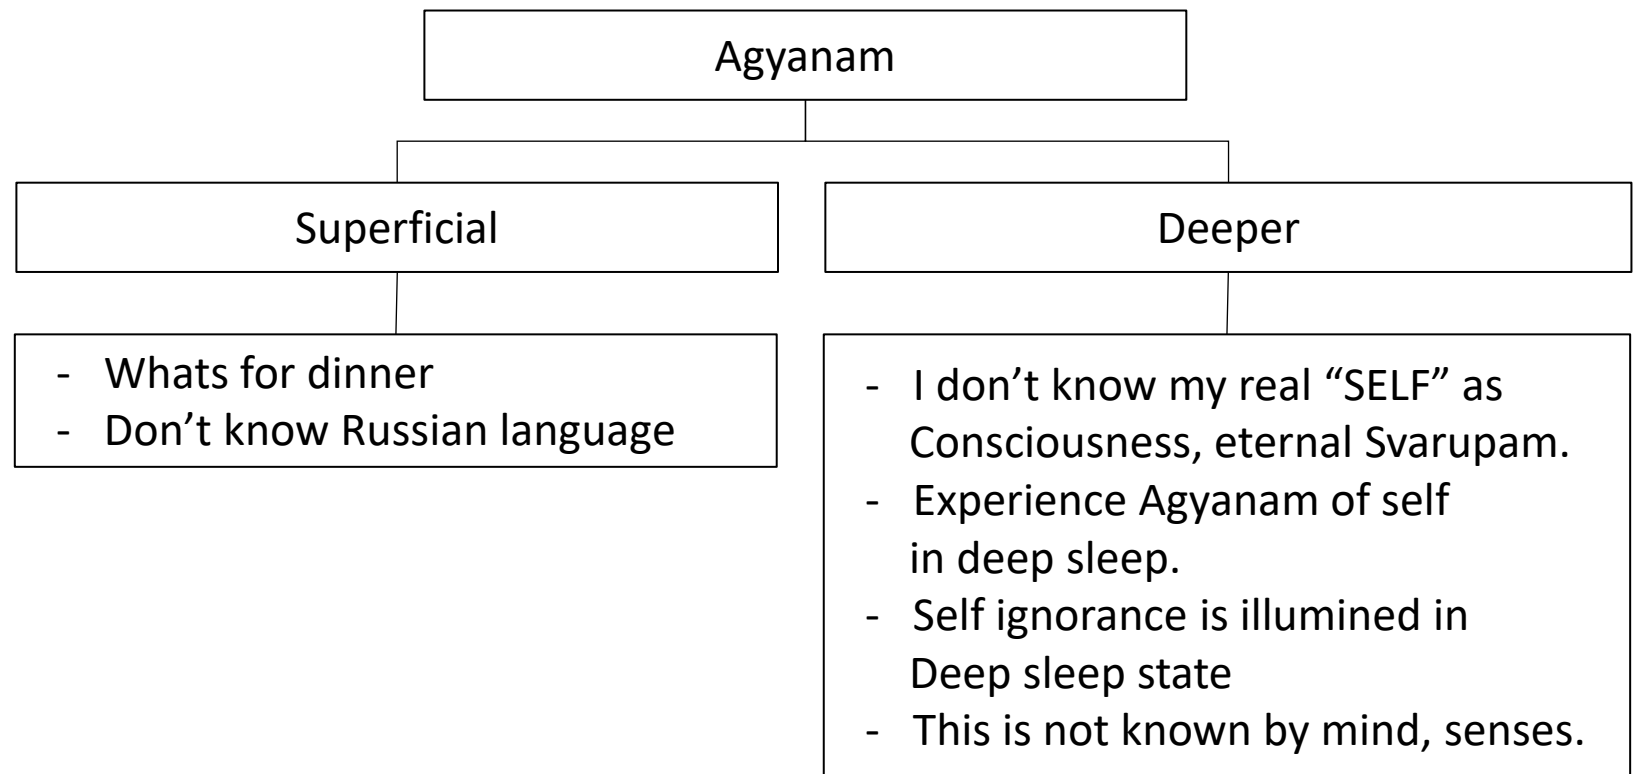 Agyanam
Superficial
Deeper
- Whats for dinner
- Don’t know Russian language
- I don’t know my real “SELF” as
Consciousness, eternal Svarupam.
- Experience Agyanam of self
in deep sleep.
- Self ignorance is illumined in
Deep sleep state
- This is not known by mind, senses.